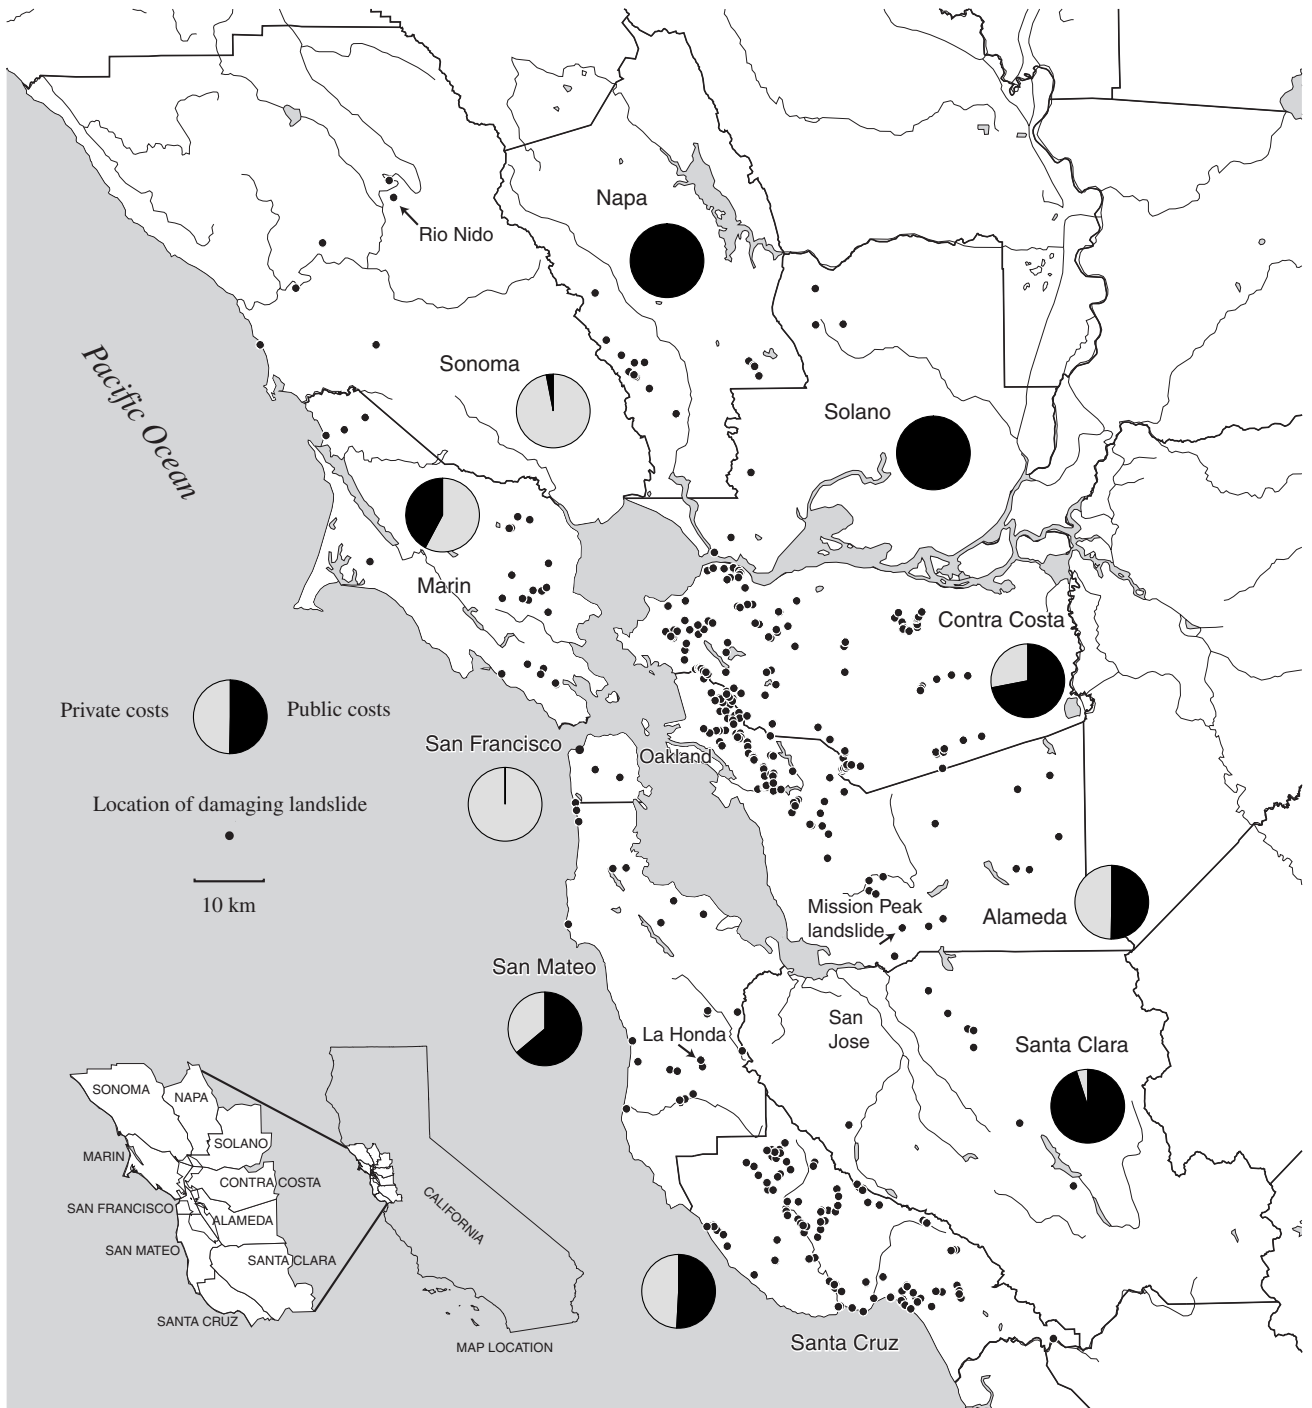 Napa
Rio Nido
Pacific Ocean
Sonoma
Solano
Marin
Contra Costa
Private costs
Public costs
San Francisco
Oakland
Location of damaging landslide
10 km
Mission Peak
landslide
Alameda
San Mateo
San
Jose
La Honda
Santa Clara
SONOMA
NAPA
SOLANO
MARIN
CONTRA COSTA
SAN FRANCISCO
ALAMEDA
CALIFORNIA
SAN MATEO
SANTA CLARA
SANTA CRUZ
MAP LOCATION
Santa Cruz